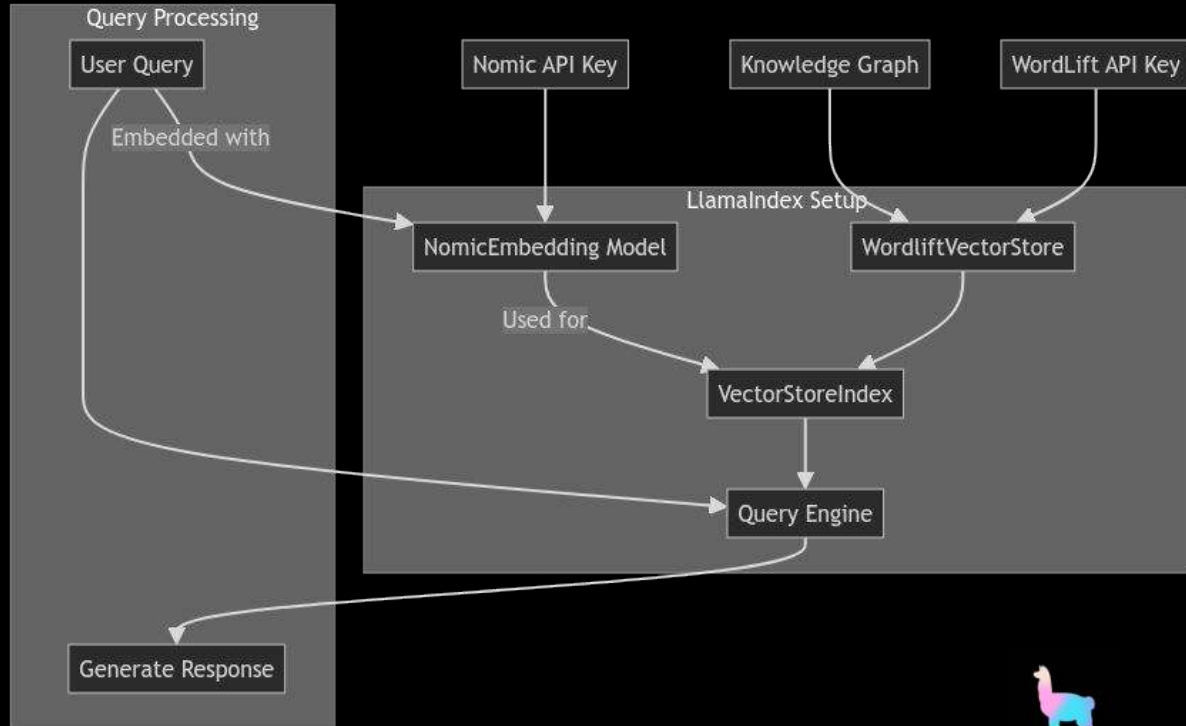 Query Processing
User Query
Nomic API Key
Knowledge Graph
WordLift API Key
Embedded with
LlamaIndex Setup
NomicEmbedding Model
WordliftVectorStore
Used for
VectorStoreIndex
Query Engine
Generate Response